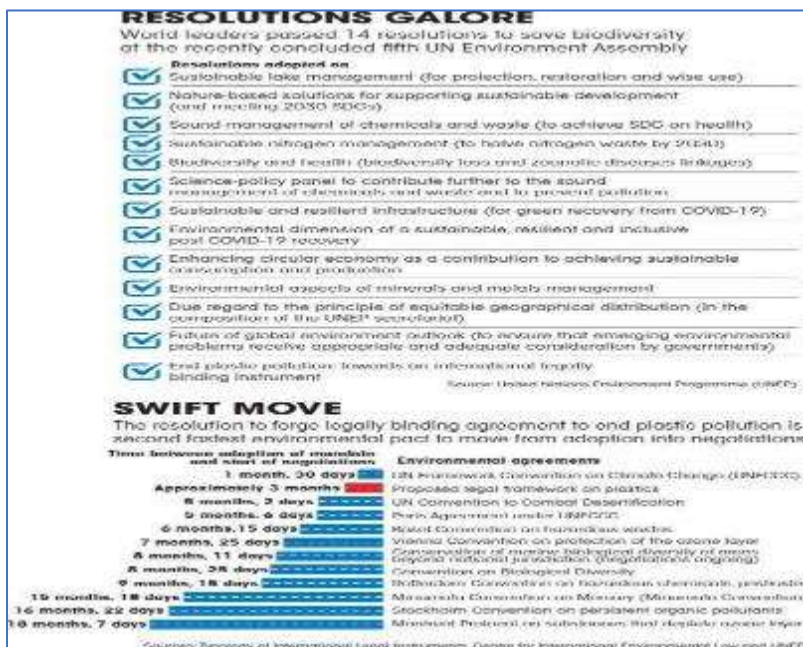 RESOLUTIONS GALORE
World leaders passed 14 resolutions to save biodiversity
at the recently concluded fifth UN Environment Assembly
Resolutions adopted on
Sustainable lake management (for protection, restoration and wise use)
Nature-based solutions for supporting sustainable development
(and meeting 2030 SDGs)
Sound management of chemicals and waste (to achieve SDG on health)
Sustainable nitrogen management (to halve nitrogen waste by 2030)
Biodiversity and health (biodiversity loss and zoonotic diseases linkages)
Science-policy panel to contribute further to the sound
management of chemicals and waste and to prevent pollution
Sustainable and resilient infrastructure (for green recovery from COVID-19)
Environmental dimension of a sustainable, resilient and inclusive
post COVID-19 recovery
Enhancing circular economy as a contribution to achieving sustainable
consumption and production
Environmental aspects of minerals and metals management
Due regard to the principle of equitable geographical distribution (in the
composition of the UNEP secretariat)
Future of global environment outlook (to ensure that emerging environmental
problems receive appropriate and adequate consideration by governments)
End plastic pollution: towards an international legally
binding instrument
Source: United Nations Environment Programme (UNEP)
SWIFT MOVE
The resolution to forge legally binding agreement to end plastic pollution is
second fastest environmental pact to move from adoption into negotiations
Time between adoption of mandate
and start of negotiations
Environmental agreements
1 month, 30 days UN Framework Convention on Climate Change (UNFCCC)
Approximately 3 months Proposed legal framework on plastics
5 months, 2 days UN Convention to Combat Desertification
5 months, 6 days Paris Agreement under UNFCCC
6 months, 15 days Basel Convention on hazardous wastes
7 months, 25 days Vienna Convention on protection of the ozone layer
8 months, 11 days Conservation of marine biological diversity of areas
beyond national jurisdiction (negotiations ongoing)
8 months, 28 days Convention on Biological Diversity
9 months, 18 days Rotterdam Convention on hazardous chemicals, pesticides
15 months, 18 days Minamata Convention on Mercury (Minamata Convention)
16 months, 22 days Stockholm Convention on persistent organic pollutants
18 months, 7 days Montreal Protocol on substances that deplete ozone layer
Sources: of International Legal Instruments, Centre for International Environmental Law and UNEP